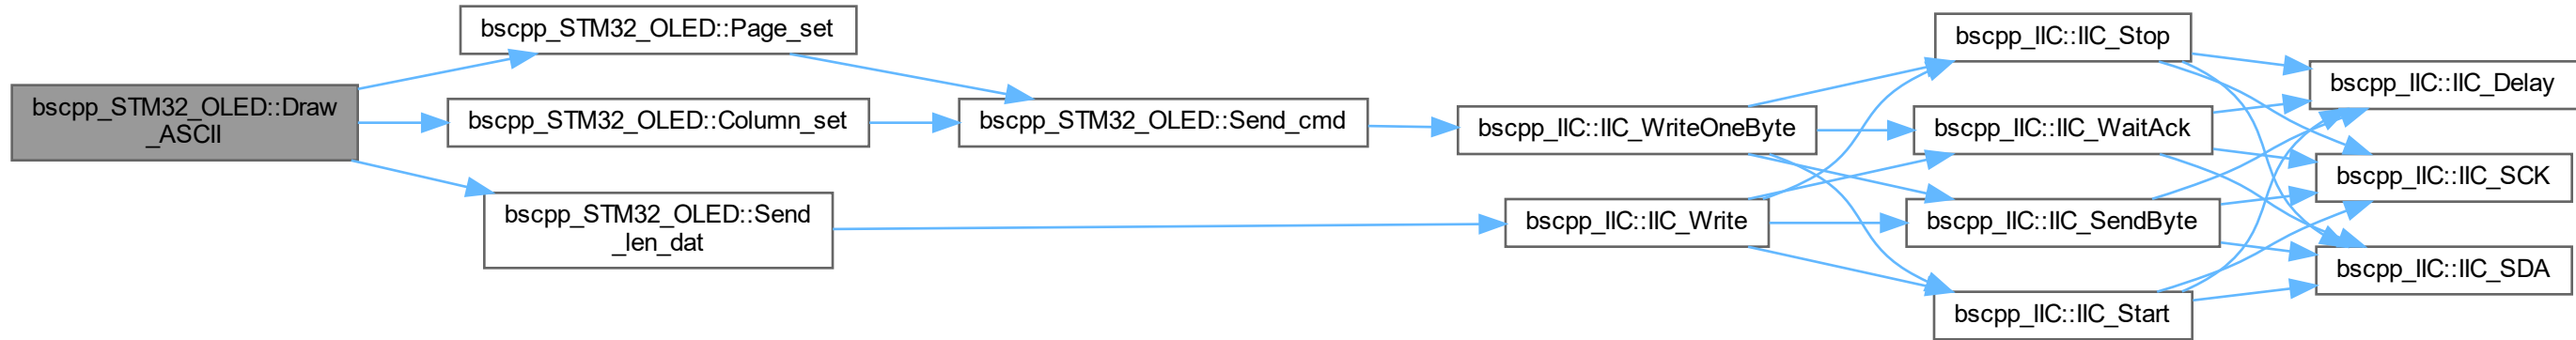 bscpp_STM32_OLED::Draw
_ASCII
bscpp_STM32_OLED::Page_set
bscpp_STM32_OLED::Column_set
bscpp_STM32_OLED::Send
_len_dat
bscpp_STM32_OLED::Send_cmd
bscpp_IIC::IIC_WriteOneByte
bscpp_IIC::IIC_Write
bscpp_IIC::IIC_Stop
bscpp_IIC::IIC_WaitAck
bscpp_IIC::IIC_SendByte
bscpp_IIC::IIC_Start
bscpp_IIC::IIC_Delay
bscpp_IIC::IIC_SCK
bscpp_IIC::IIC_SDA